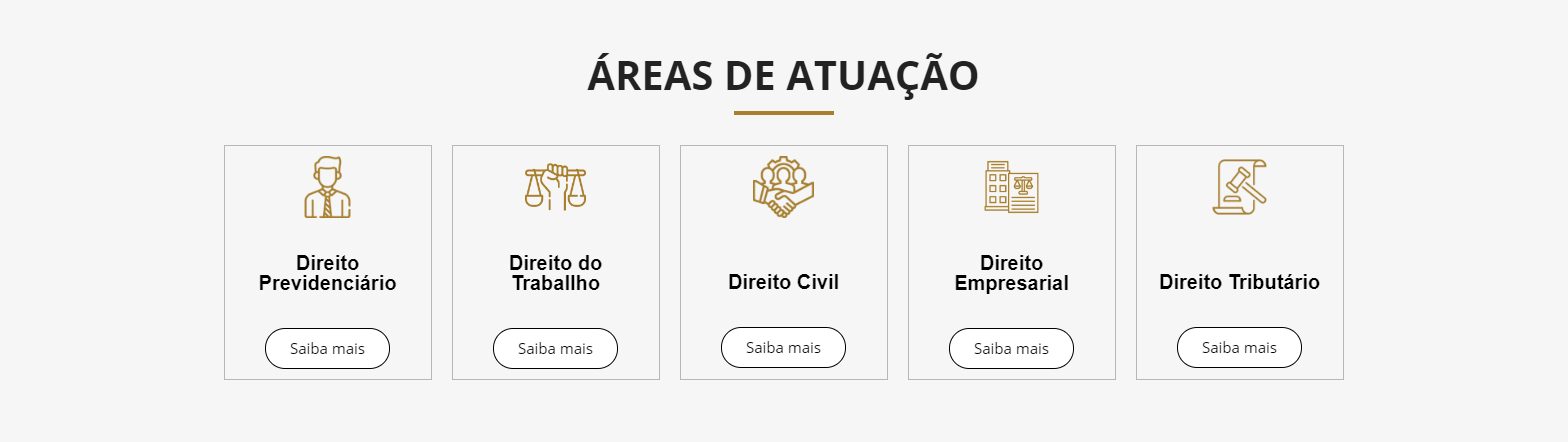 ÁREAS DE ATUAÇÃO
Direito
Previdenciário
Saiba mais
Direito do
Traballho
Saiba mais
Direito Civil
Saiba mais
Direito
Empresarial
Saiba mais
Direito Tributário
Saiba mais